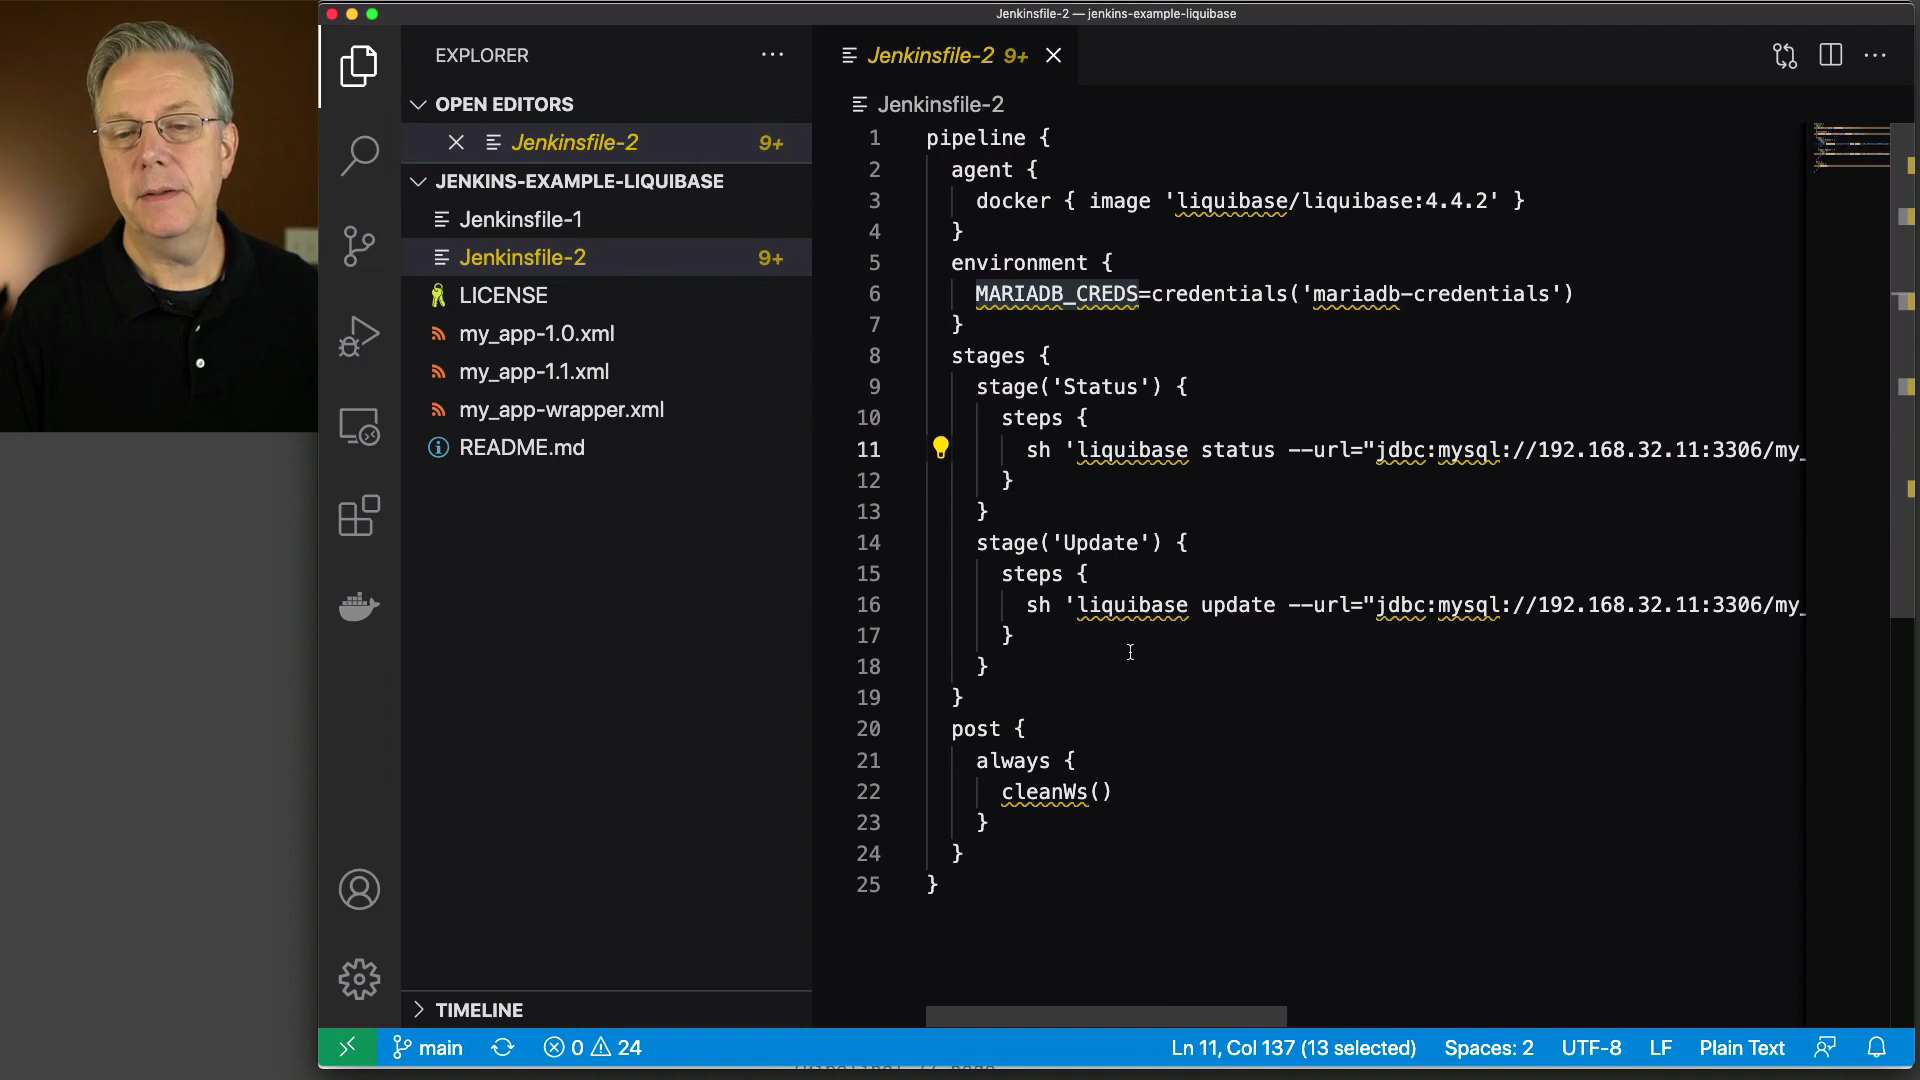 Jenkinsfile-2 — jenkins-example-liquibase
EXPLORER
OPEN EDITORS
Jenkinsfile-2 9+
JENKINS-EXAMPLE-LIQUIBASE
Jenkinsfile-1
Jenkinsfile-2 9+
LICENSE
my_app-1.0.xml
my_app-1.1.xml
my_app-wrapper.xml
README.md
TIMELINE
Jenkinsfile-2 9+
Jenkinsfile-2
1 pipeline {
2 agent {
3 docker { image 'liquibase/liquibase:4.4.2' }
4 }
5 environment {
6 MARIADB_CREDS=credentials('mariadb-credentials')
7 }
8 stages {
9 stage('Status') {
10 steps {
11 sh 'liquibase status --url="jdbc:mysql://192.168.32.11:3306/my_
12 }
13 }
14 stage('Update') {
15 steps {
16 sh 'liquibase update --url="jdbc:mysql://192.168.32.11:3306/my_
17 }
18 }
19 }
20 post {
21 always {
22 cleanWs()
23 }
24 }
25 }
main 0 24 Ln 11, Col 137 (13 selected) Spaces: 2 UTF-8 LF Plain Text